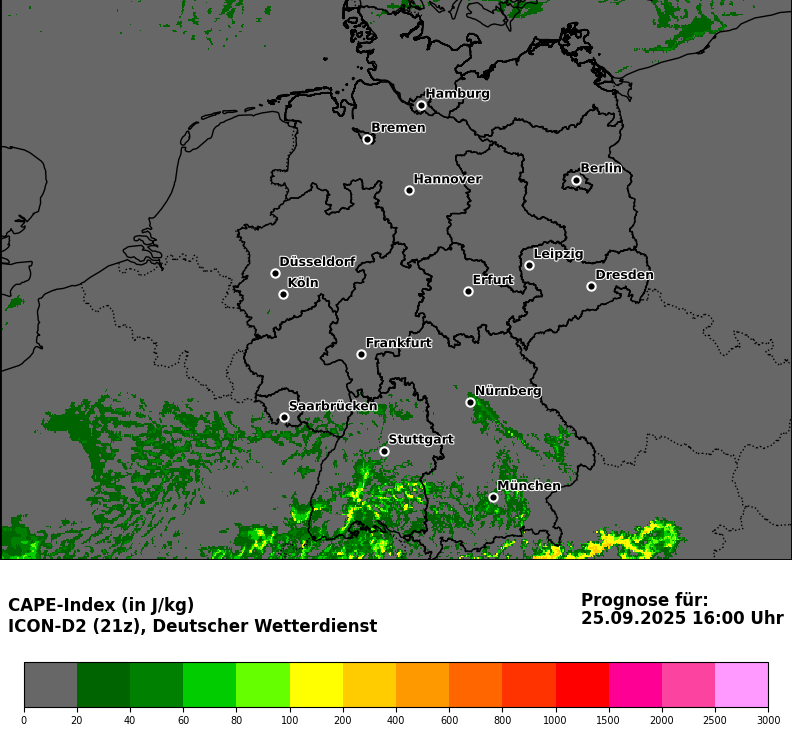 Hamburg
Bremen
Berlin
Hannover
Leipzig
Düsseldorf
Dresden
Köln
Erfurt
Frankfurt
Nürnberg
Saarbrücken
Stuttgart
München
CAPE-Index (in J/kg)
ICON-D2 (21z), Deutscher Wetterdienst
Prognose für:
25.09.2025 16:00 Uhr
0 20 40 60 80 100 200 400 600 800 1000 1500 2000 2500 3000